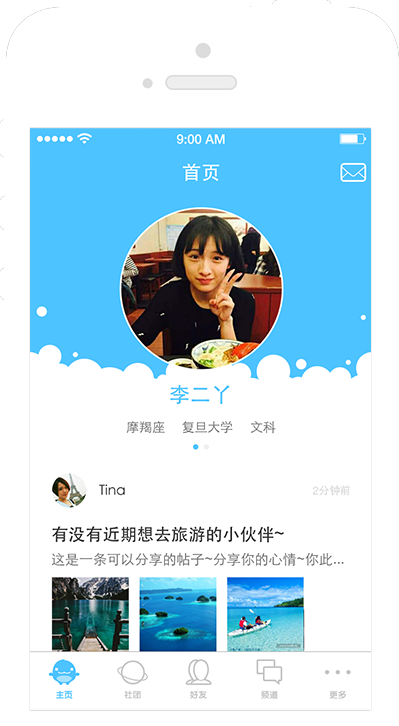 9:00 AM
首页
李二丫
摩羯座 复旦大学 文科
Tina 2分钟前
有没有近期想去旅游的小伙伴~
这是一条可以分享的帖子~分享你的心情~你此...
主页 社团 好友 频道 更多